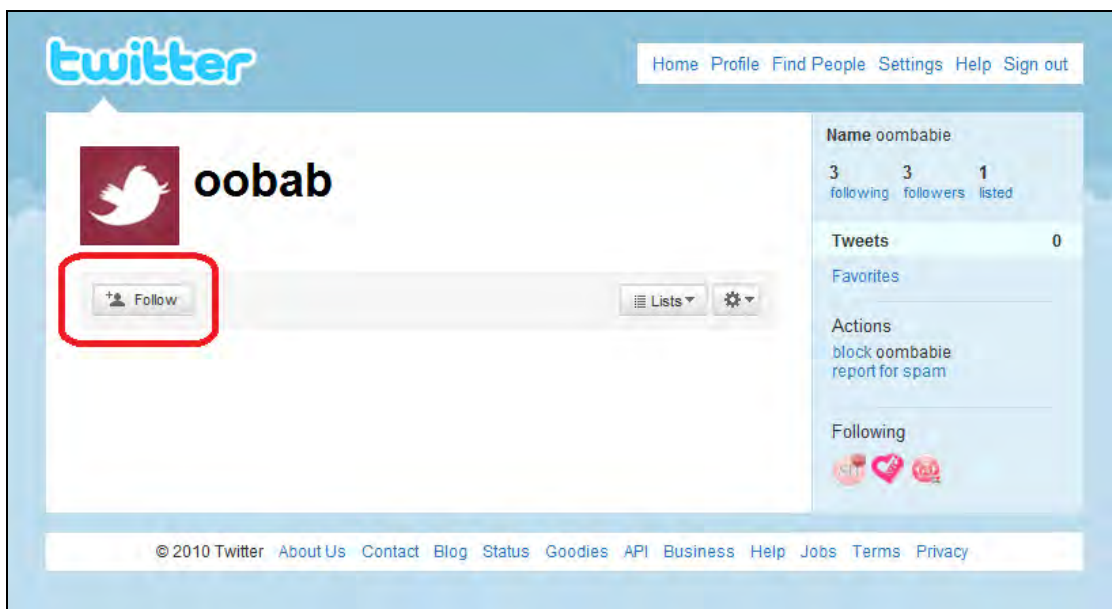 twitter
Home Profile Find People Settings Help Sign out
oobab
Follow
Lists
Name oombabie
3 3 1
following followers listed
Tweets 0
Favorites
Actions
block oombabie
report for spam
Following
© 2010 Twitter About Us Contact Blog Status Goodies API Business Help Jobs Terms Privacy